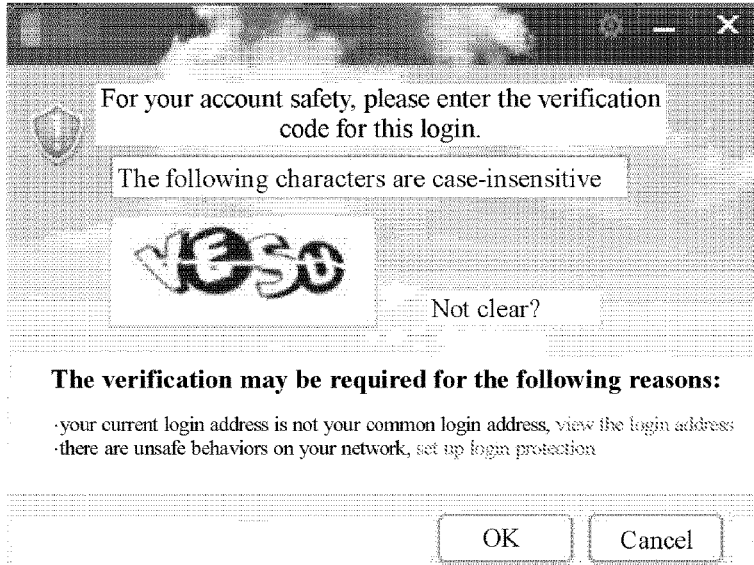 For your account safety, please enter the verification
code for this login.
The following characters are case-insensitive
Not clear?
The verification may be required for the following reasons:
·your current login address is not your common login address, view the login address
·there are unsafe behaviors on your network, set up login protection
OK
Cancel